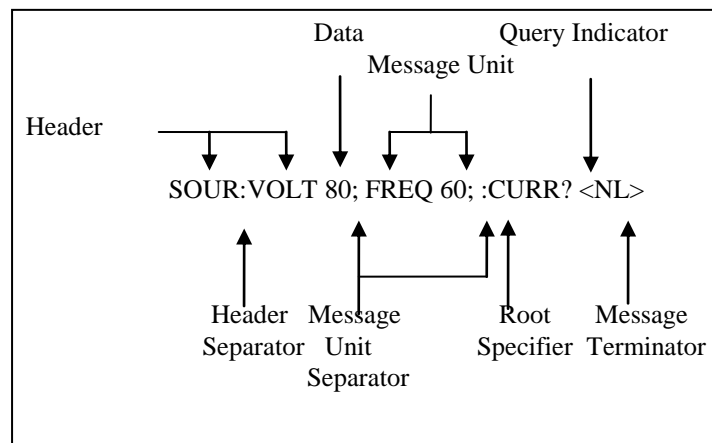 Data
Query Indicator
Message Unit
Header
SOUR:VOLT 80; FREQ 60; :CURR? <NL>
Header Separator
Message Unit Separator
Root Specifier
Message Terminator